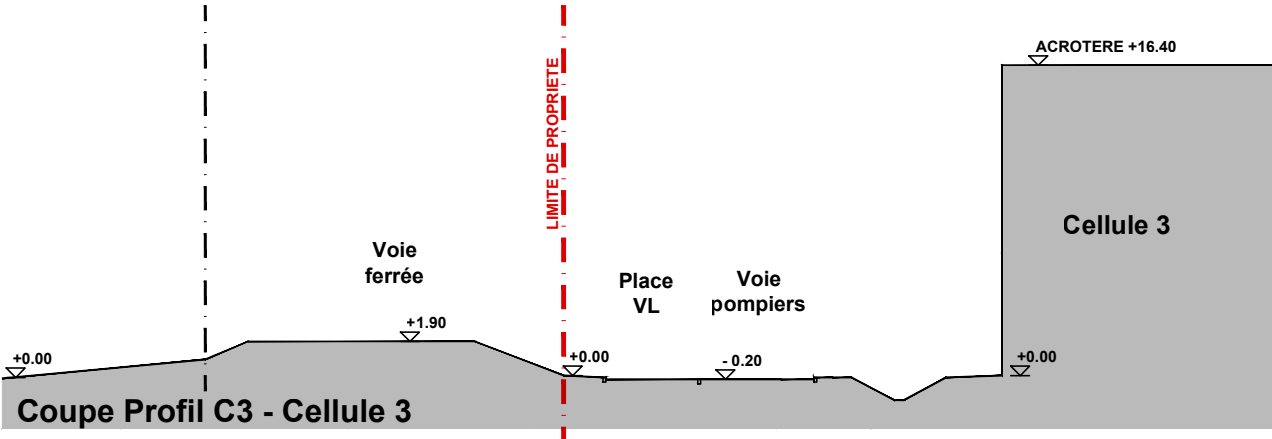 ACROTERE +16.40
LIMITE DE PROPRIETE
Cellule 3
Voie
ferrée
Place
VL
Voie
pompiers
+1.90
+0.00
+0.00
- 0.20
+0.00
Coupe Profil C3 - Cellule 3